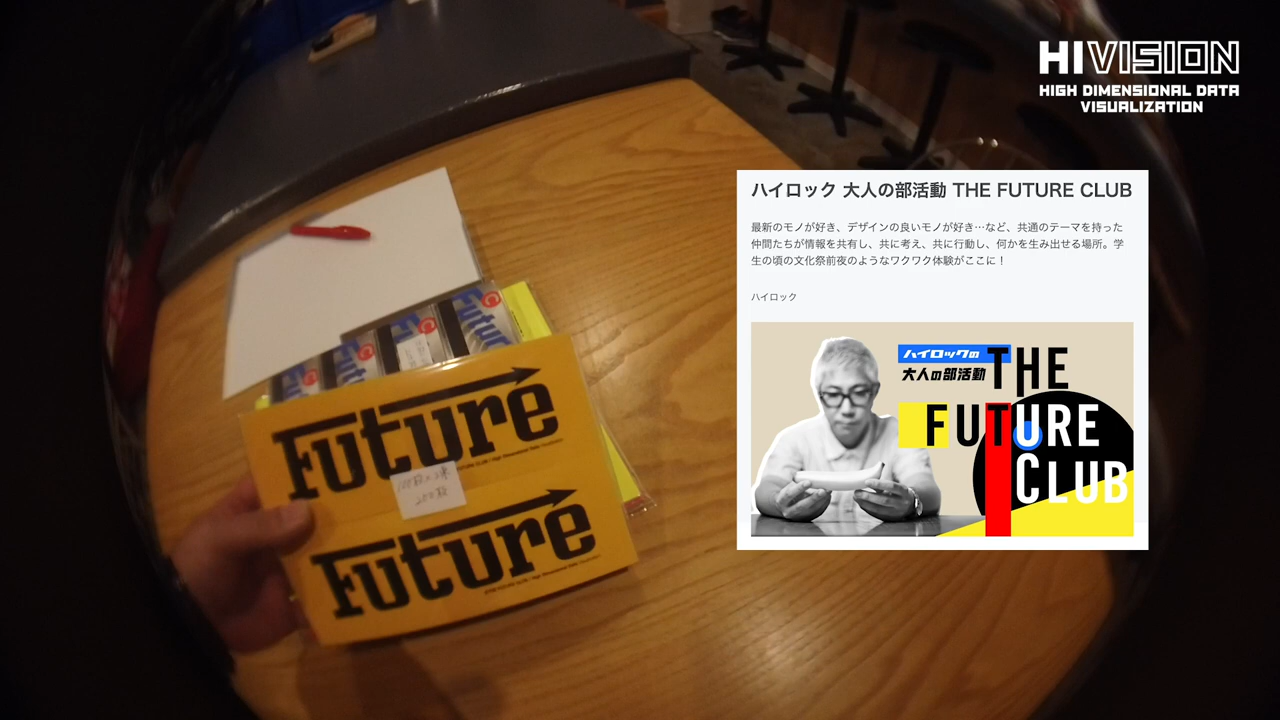 HIVISION
HIGH DIMENSIONAL DATA
VISUALIZATION
ハイロック 大人の部活動 THE FUTURE CLUB
最新のモノが好き、デザインの良いモノが好き…など、共通のテーマを持った
仲間たちが情報を共有し、共に考え、共に行動し、何かを生み出せる場所。学
生の頃の文化祭前夜のようなワクワク体験がここに！
ハイロック
ハイロックの
大人の部活動
THE
FUTURE
CLUB
Future
Future